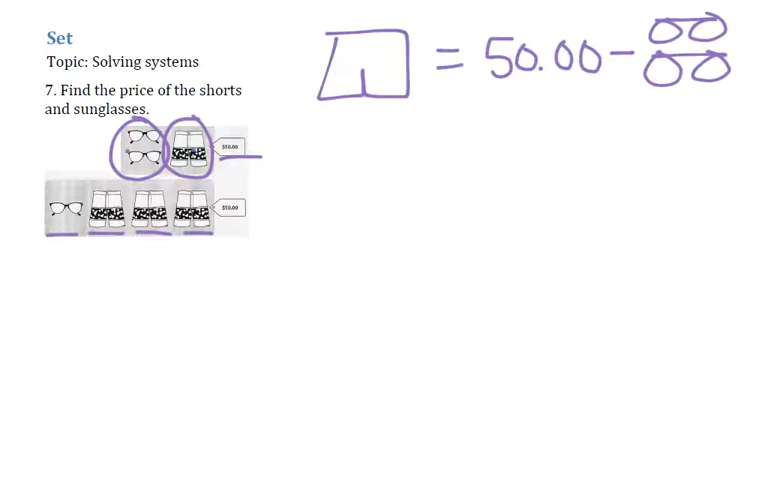 Set
Topic: Solving systems
7. Find the price of the shorts
and sunglasses.
$50.00
$50.00
= 50.00 -